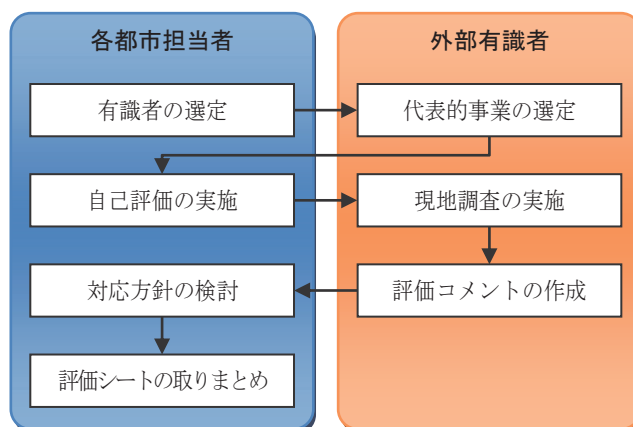 各都市担当者
外部有識者
有識者の選定
代表的事業の選定
自己評価の実施
現地調査の実施
対応方針の検討
評価コメントの作成
評価シートの取りまとめ